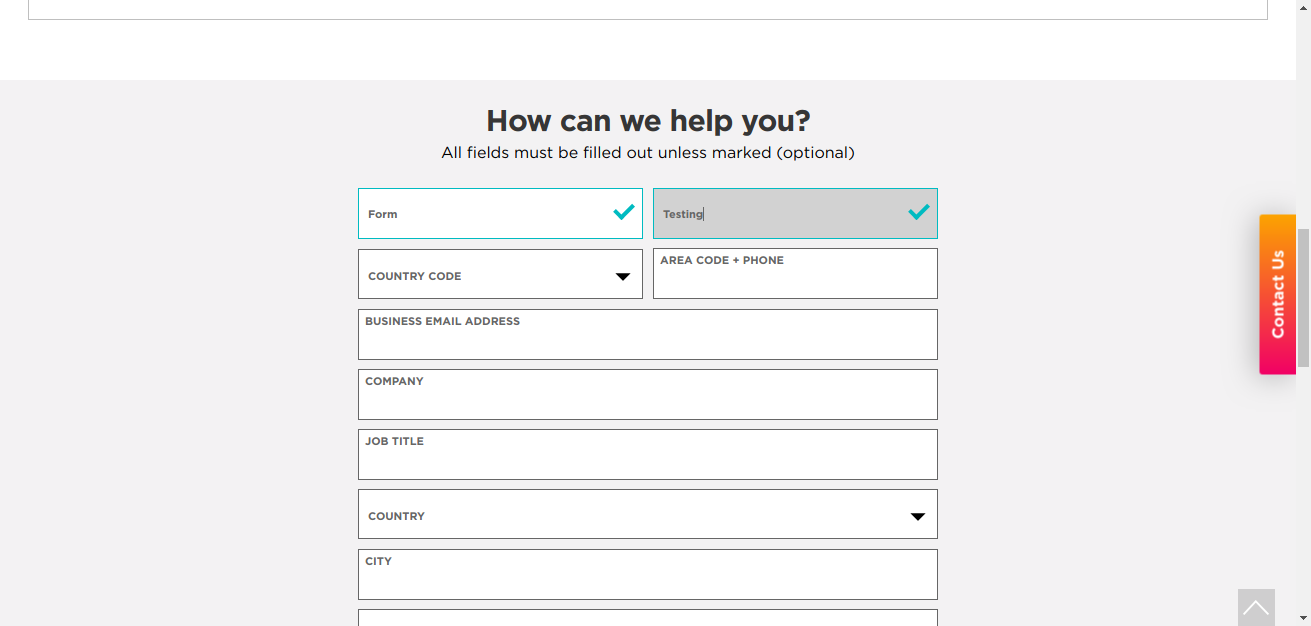 How can we help you?
All fields must be filled out unless marked (optional)
Form
Testing
COUNTRY CODE
AREA CODE + PHONE
BUSINESS EMAIL ADDRESS
COMPANY
JOB TITLE
COUNTRY
CITY
Contact Us